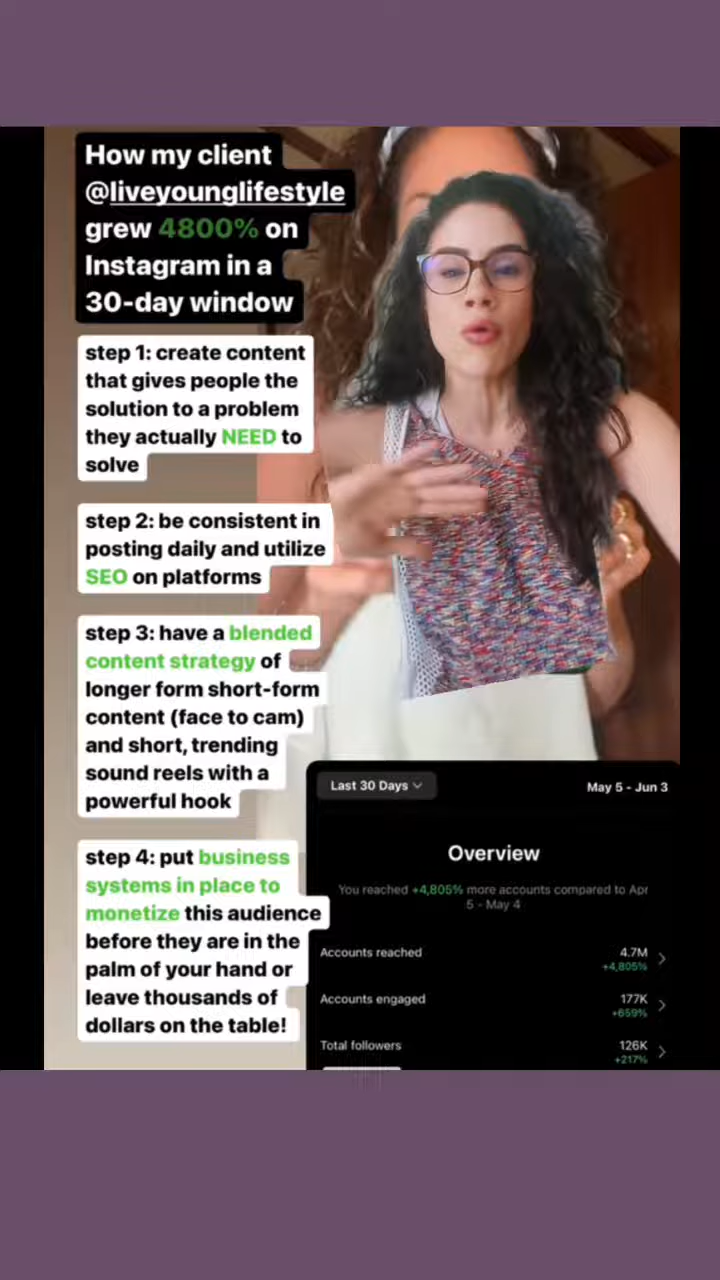 How my client
@liveyounglifestyle
grew 4800% on
Instagram in a
30-day window
step 1: create content
that gives people the
solution to a problem
they actually NEED to
solve
step 2: be consistent in
posting daily and utilize
SEO on platforms
step 3: have a blended
content strategy of
longer form short-form
content (face to cam)
and short, trending
sound reels with a
powerful hook
step 4: put business
systems in place to
monetize this audience
before they are in the
palm of your hand or
leave thousands of
dollars on the table!
Last 30 Days May 5 - Jun 3
Overview
You reached +4,805% more accounts compared to Apr
5 - May 4
Accounts reached 4.7M
+4,805%
Accounts engaged 177K
+659%
Total followers 126K
+217%